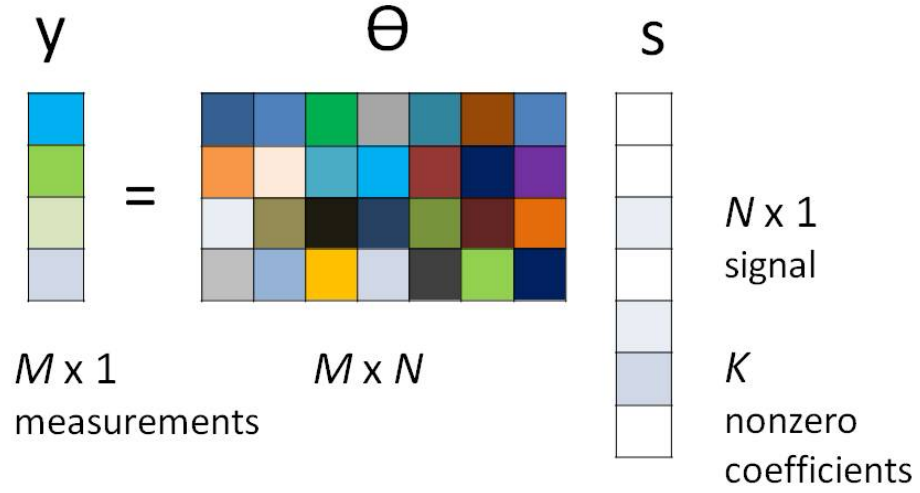 y
Ө
s
=
N x 1
signal
M x 1
measurements
M x N
K
nonzero
coefficients